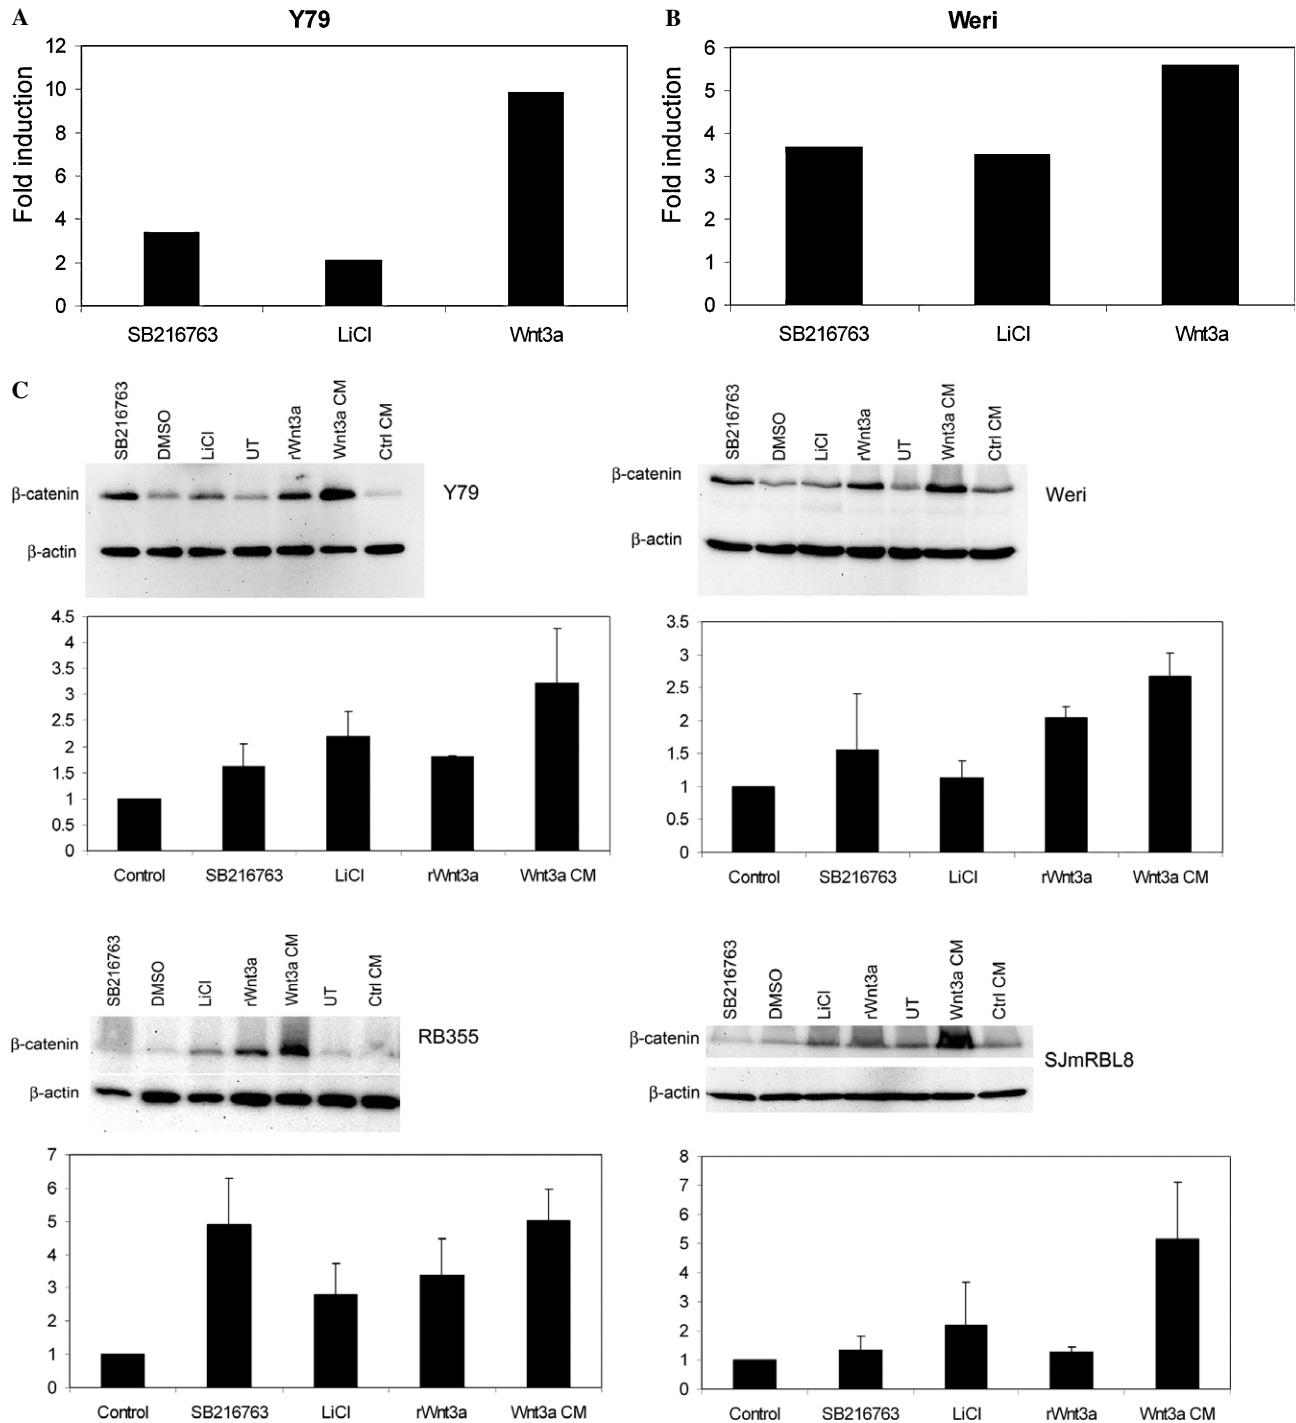 A
Y79
Fold induction
12
10
8
6
4
2
0
SB216763
LiCl
Wnt3a
B
Weri
Fold induction
6
5
4
3
2
1
0
SB216763
LiCl
Wnt3a
C
SB216763
DMSO
LiCl
UT
rWnt3a
Wnt3a CM
Ctrl CM
β-catenin
β-actin
Y79
4.5
4
3.5
3
2.5
2
1.5
1
0.5
0
Control
SB216763
LiCl
rWnt3a
Wnt3a CM
SB216763
DMSO
LiCl
rWnt3a
UT
Wnt3a CM
Ctrl CM
β-catenin
β-actin
Weri
3.5
3
2.5
2
1.5
1
0.5
0
Control
SB216763
LiCl
rWnt3a
Wnt3a CM
SB216763
DMSO
LiCl
rWnt3a
Wnt3a CM
UT
Ctrl CM
β-catenin
β-actin
RB355
7
6
5
4
3
2
1
0
Control
SB216763
LiCl
rWnt3a
Wnt3a CM
SB216763
DMSO
LiCl
rWnt3a
UT
Wnt3a CM
Ctrl CM
β-catenin
β-actin
SJmRBL8
8
7
6
5
4
3
2
1
0
Control
SB216763
LiCl
rWnt3a
Wnt3a CM